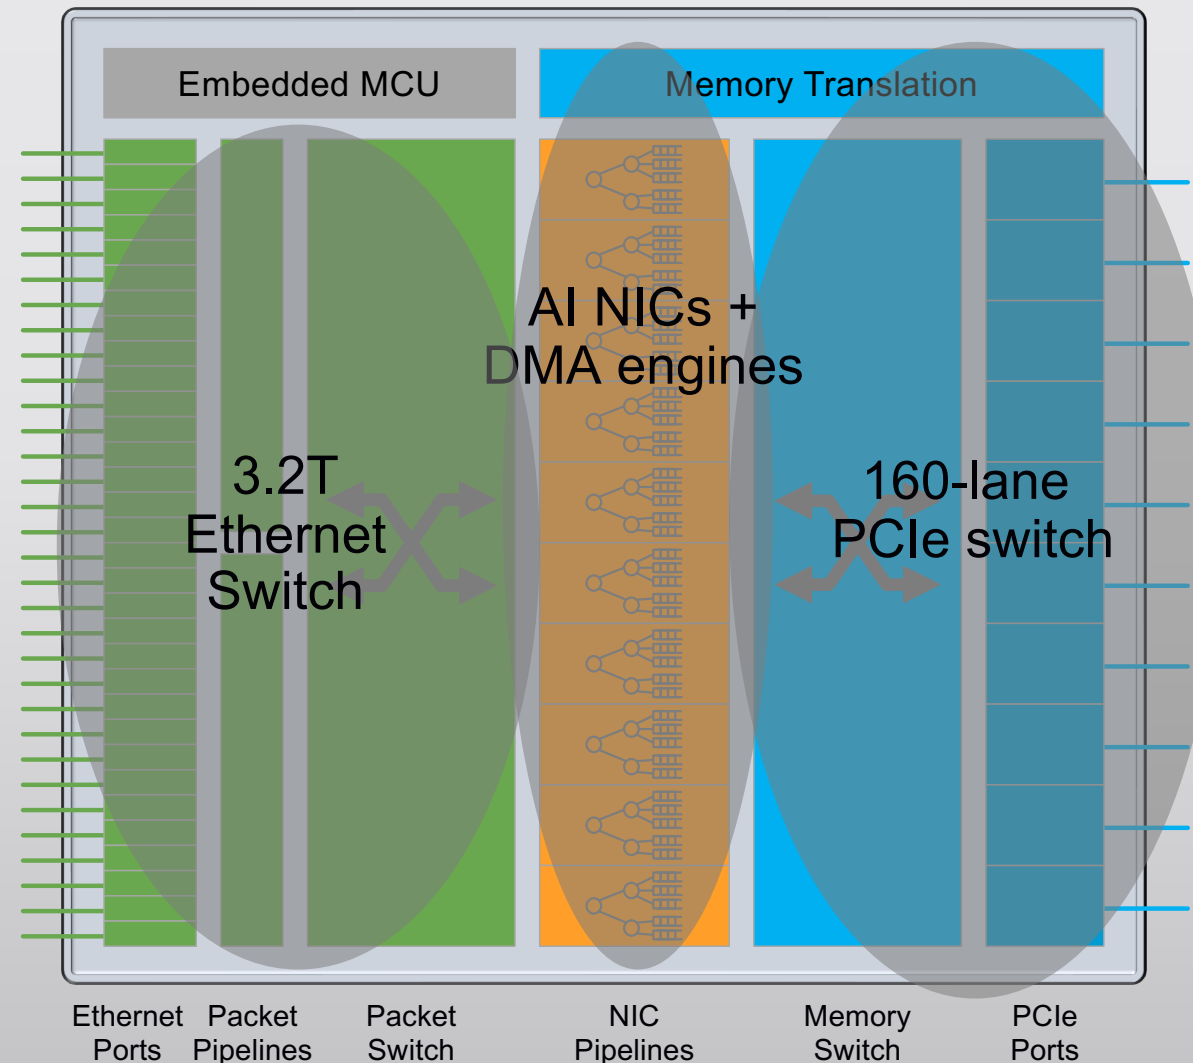 Embedded MCU
Memory Translation
AI NICs +
DMA engines
3.2T
Ethernet
Switch
160-lane
PCIe switch
Ethernet
Ports
Packet
Pipelines
Packet
Switch
NIC
Pipelines
Memory
Switch
PCIe
Ports